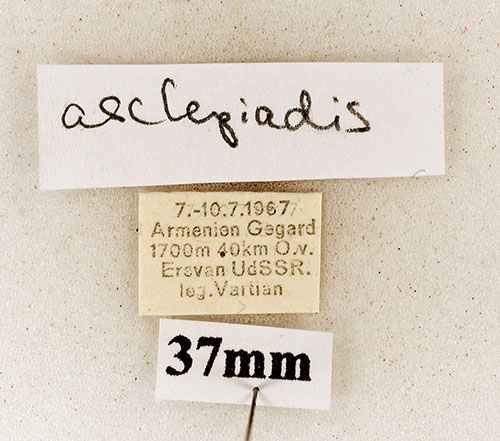 asclepiadis
7.-10.7.1967
Armenien Gegard
1700m 40km O.v.
Erevan UdSSR.
leg.Vartian
37mm